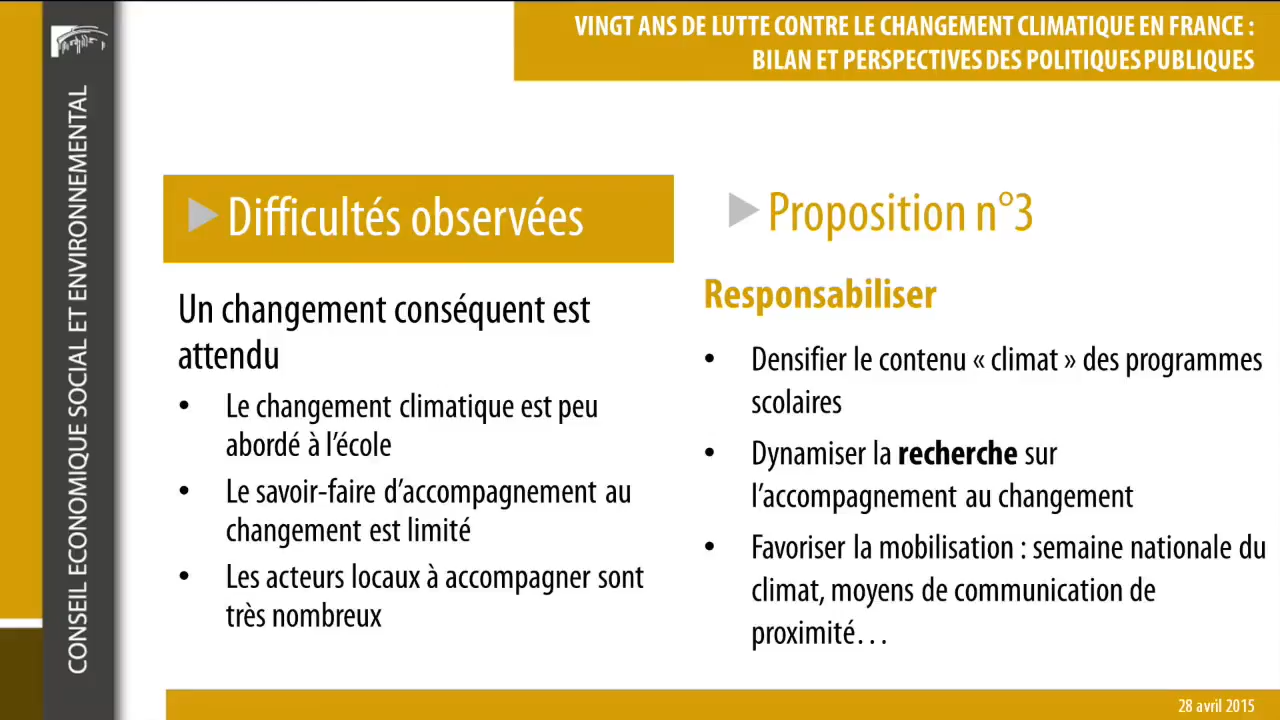 VINGT ANS DE LUTTE CONTRE LE CHANGEMENT CLIMATIQUE EN FRANCE :
BILAN ET PERSPECTIVES DES POLITIQUES PUBLIQUES
CONSEIL ECONOMIQUE SOCIAL ET ENVIRONNEMENTAL
Difficultés observées
Un changement conséquent est
attendu
• Le changement climatique est peu
abordé à l’école
• Le savoir-faire d’accompagnement au
changement est limité
• Les acteurs locaux à accompagner sont
très nombreux
Proposition n°3
Responsabiliser
• Densifier le contenu « climat » des programmes
scolaires
• Dynamiser la recherche sur
l’accompagnement au changement
• Favoriser la mobilisation : semaine nationale du
climat, moyens de communication de
proximité…
28 avril 2015